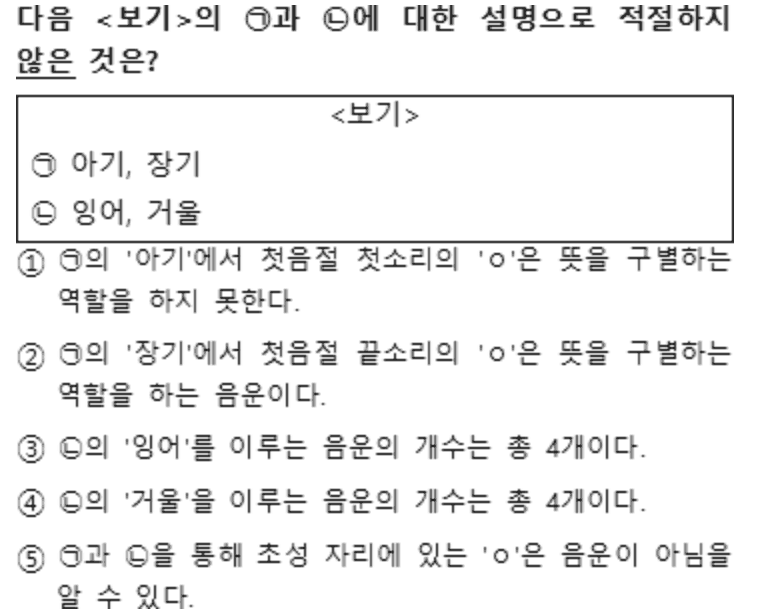 다음 <보기>의 ㉠과 ㉡에 대한 설명으로 적절하지
않은 것은?
<보기>
㉠ 아기, 장기
㉡ 잉어, 거울
① ㉠의 '아기'에서 첫음절 첫소리의 'ㅇ'은 뜻을 구별하는
역할을 하지 못한다.
② ㉠의 '장기'에서 첫음절 끝소리의 'ㅇ'은 뜻을 구별하는
역할을 하는 음운이다.
③ ㉡의 '잉어'를 이루는 음운의 개수는 총 4개이다.
④ ㉡의 '거울'을 이루는 음운의 개수는 총 4개이다.
⑤ ㉠과 ㉡을 통해 초성 자리에 있는 'ㅇ'은 음운이 아님을
알 수 있다.